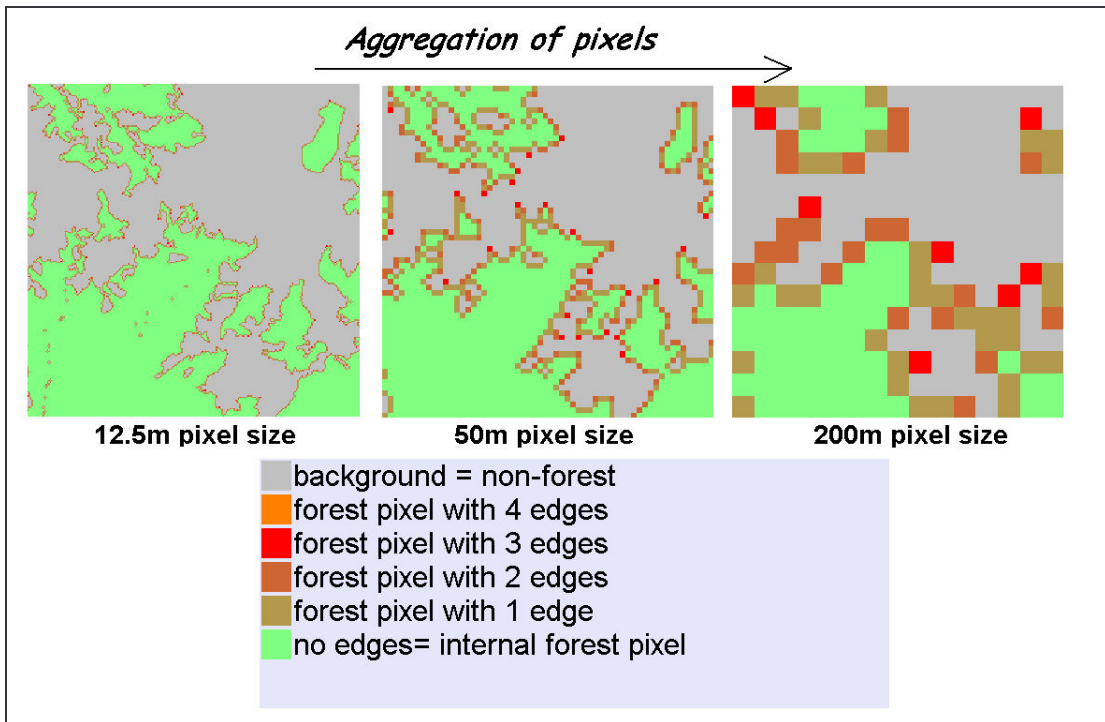 Aggregation of pixels
12.5m pixel size
50m pixel size
200m pixel size
background = non-forest
forest pixel with 4 edges
forest pixel with 3 edges
forest pixel with 2 edges
forest pixel with 1 edge
no edges= internal forest pixel